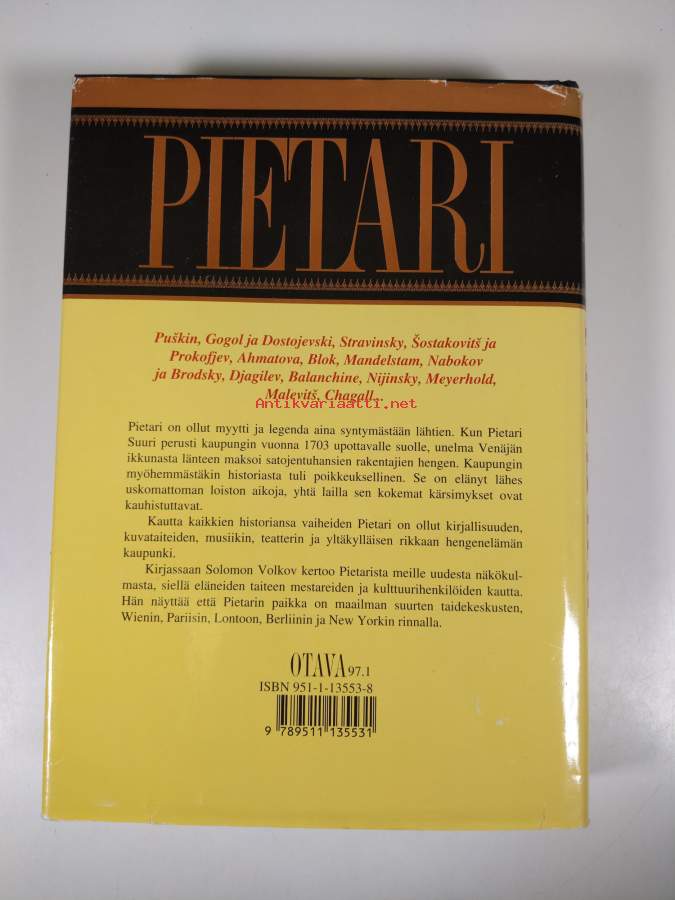 PIETARI
Puškin, Gogol ja Dostojevski, Stravinsky, Šostakovitš ja
Prokofjev, Ahmatova, Blok, Mandelstam, Nabokov
ja Brodsky, Djagilev, Balanchine, Nijinsky, Meyerhold,
Malevitš, Chagall...
Antikvariaatti.net
Pietari on ollut myytti ja legenda aina syntymästään lähtien. Kun Pietari
Suuri perusti kaupungin vuonna 1703 upottavalle suolle, unelma Venäjän
ikkunasta länteen maksoi satojentuhansien rakentajien hengen. Kaupungin
myöhemmästäkin historiasta tuli poikkeuksellinen. Se on elänyt lähes
uskomattoman loiston aikoja, yhtä lailla sen kokemat kärsimykset ovat
kauhistuttavat.
Kautta kaikkien historiansa vaiheiden Pietari on ollut kirjallisuuden,
kuvataiteiden, musiikin, teatterin ja yltäkylläisen rikkaan hengenelämän
kaupunki.
Kirjassaan Solomon Volkov kertoo Pietarista meille uudesta näkökul-
masta, siellä eläneiden taiteen mestareiden ja kulttuurihenkilöiden kautta.
Hän näyttää että Pietarin paikka on maailman suurten taidekeskusten,
Wienin, Pariisin, Lontoon, Berliinin ja New Yorkin rinnalla.
OTAVA 97.1
ISBN 951-1-13553-8
9 789511 135531